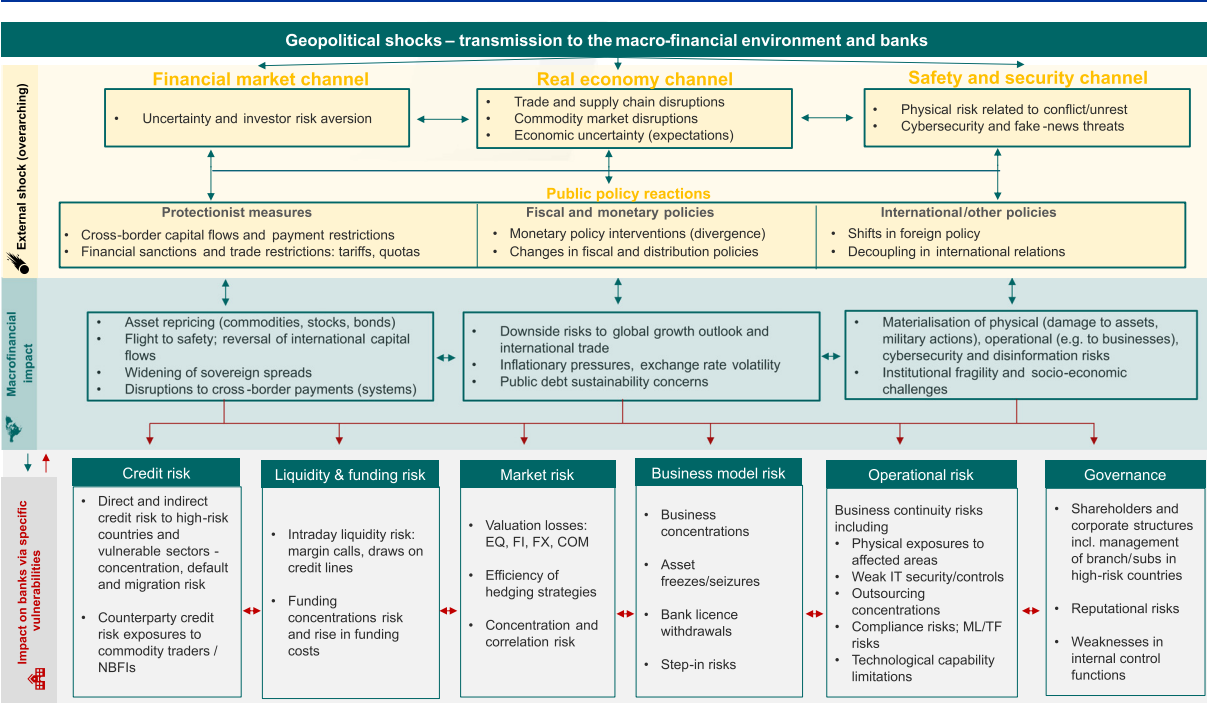 Geopolitical shocks – transmission to the macro-financial environment and banks
External shock (overarching)
Financial market channel
• Uncertainty and investor risk aversion
Real economy channel
• Trade and supply chain disruptions
• Commodity market disruptions
• Economic uncertainty (expectations)
Safety and security channel
• Physical risk related to conflict/unrest
• Cybersecurity and fake-news threats
Public policy reactions
Protectionist measures
• Cross-border capital flows and payment restrictions
• Financial sanctions and trade restrictions: tariffs, quotas
Fiscal and monetary policies
• Monetary policy interventions (divergence)
• Changes in fiscal and distribution policies
International/other policies
• Shifts in foreign policy
• Decoupling in international relations
Macrofinancial
impact
• Asset repricing (commodities, stocks, bonds)
• Flight to safety; reversal of international capital
flows
• Widening of sovereign spreads
• Disruptions to cross-border payments (systems)
• Downside risks to global growth outlook and
international trade
• Inflationary pressures, exchange rate volatility
• Public debt sustainability concerns
• Materialisation of physical (damage to assets,
military actions), operational (e.g. to businesses),
cybersecurity and disinformation risks
• Institutional fragility and socio-economic
challenges
Impact on banks via specific
vulnerabilities
Credit risk
• Direct and indirect
credit risk to high-risk
countries and
vulnerable sectors -
concentration, default
and migration risk
• Counterparty credit
risk exposures to
commodity traders /
NBFIs
Liquidity & funding risk
• Intraday liquidity risk:
margin calls, draws on
credit lines
• Funding
concentrations risk
and rise in funding
costs
Market risk
• Valuation losses:
EQ, FI, FX, COM
• Efficiency of
hedging strategies
• Concentration and
correlation risk
Business model risk
• Business
concentrations
• Asset
freezes/seizures
• Bank licence
withdrawals
• Step-in risks
Operational risk
Business continuity risks
including
• Physical exposures to
affected areas
• Weak IT security/controls
• Outsourcing
concentrations
• Compliance risks; ML/TF
risks
• Technological capability
limitations
Governance
• Shareholders and
corporate structures
incl. management
of branch/subs in
high-risk countries
• Reputational risks
• Weaknesses in
internal control
functions